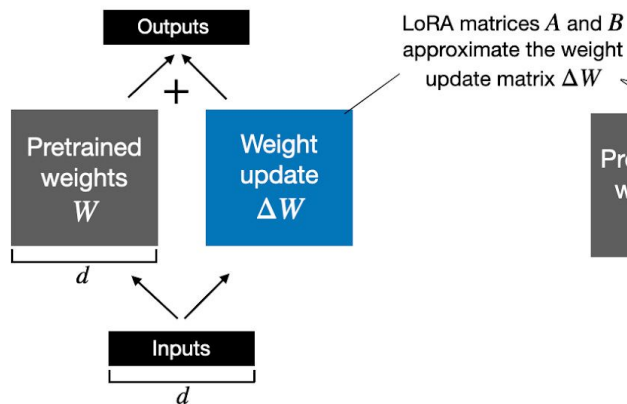 Outputs
LoRA matrices A and B
approximate the weight
update matrix ΔW
+
Pretrained
weights
W
Weight
update
ΔW
d
Inputs
d